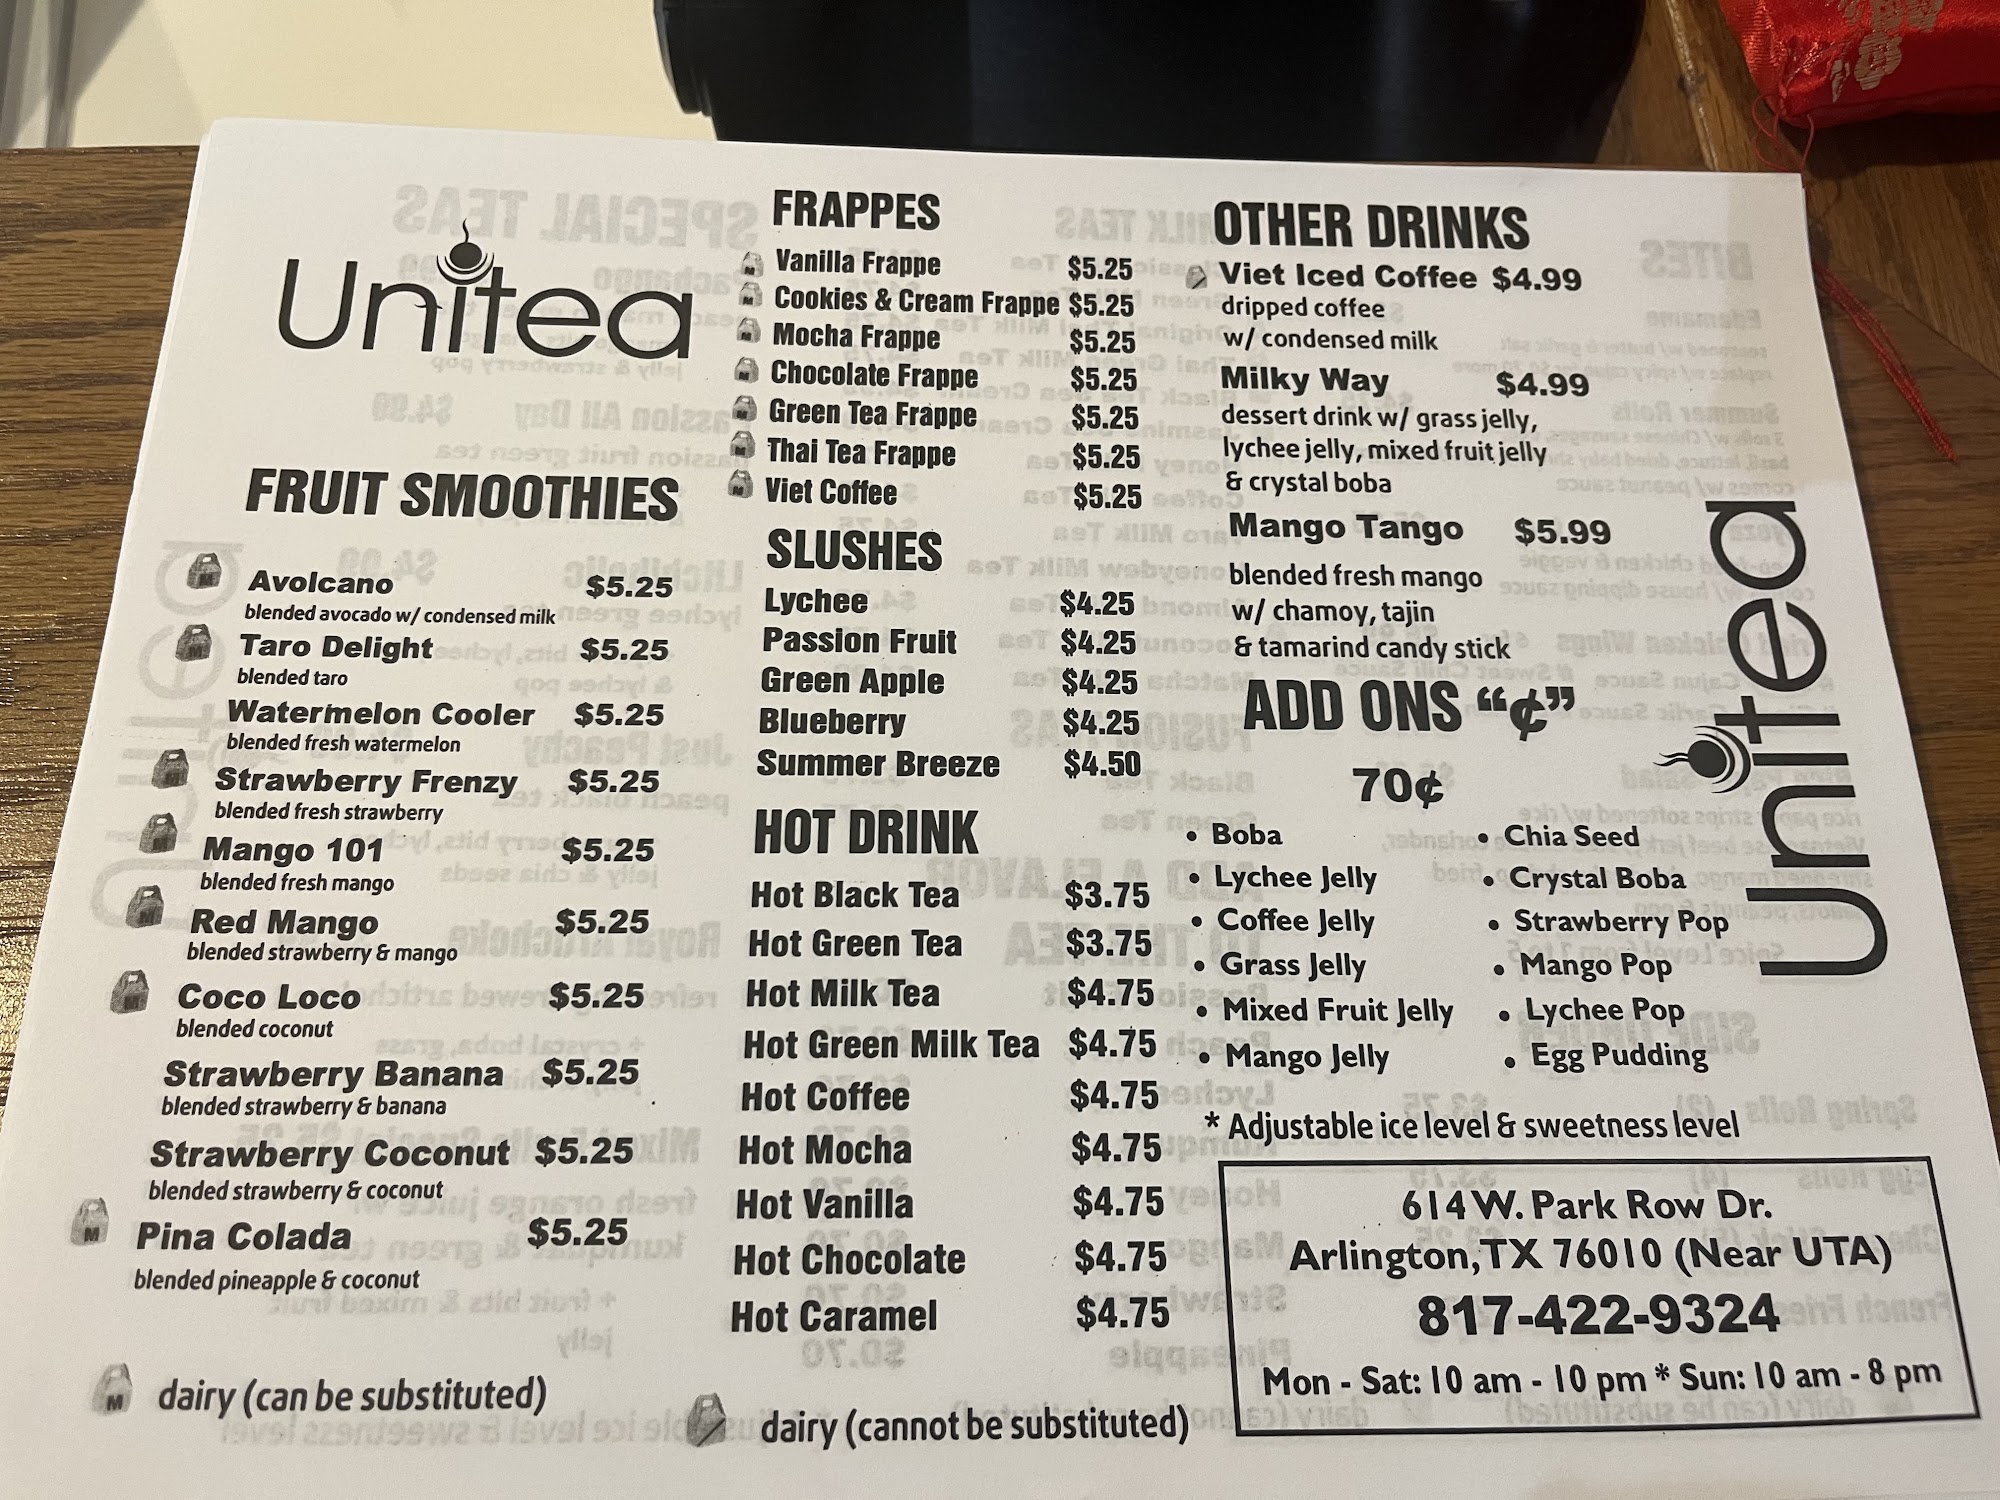 Unitea
FRUIT SMOOTHIES
Avolcano $5.25
blended avocado w/ condensed milk
Taro Delight $5.25
blended taro
Watermelon Cooler $5.25
blended fresh watermelon
Strawberry Frenzy $5.25
blended fresh strawberry
Mango 101 $5.25
blended fresh mango
Red Mango $5.25
blended strawberry & mango
Coco Loco $5.25
blended coconut
Strawberry Banana $5.25
blended strawberry & banana
Strawberry Coconut $5.25
blended strawberry & coconut
Pina Colada $5.25
blended pineapple & coconut
M dairy (can be substituted)
FRAPPES
Vanilla Frappe $5.25
Cookies & Cream Frappe $5.25
Mocha Frappe $5.25
Chocolate Frappe $5.25
Green Tea Frappe $5.25
Thai Tea Frappe $5.25
Viet Coffee $5.25
SLUSHES
Lychee $4.25
Passion Fruit $4.25
Green Apple $4.25
Blueberry $4.25
Summer Breeze $4.50
HOT DRINK
Hot Black Tea $3.75
Hot Green Tea $3.75
Hot Milk Tea $4.75
Hot Green Milk Tea $4.75
Hot Coffee $4.75
Hot Mocha $4.75
Hot Vanilla $4.75
Hot Chocolate $4.75
Hot Caramel $4.75
dairy (cannot be substituted)
OTHER DRINKS
Viet Iced Coffee $4.99
dripped coffee
w/ condensed milk
Milky Way $4.99
dessert drink w/ grass jelly,
lychee jelly, mixed fruit jelly
& crystal boba
Mango Tango $5.99
blended fresh mango
w/ chamoy, tajin
& tamarind candy stick
ADD ONS “¢”
70¢
• Boba
• Lychee Jelly
• Coffee Jelly
• Grass Jelly
• Mixed Fruit Jelly
• Mango Jelly
• Chia Seed
• Crystal Boba
• Strawberry Pop
• Mango Pop
• Lychee Pop
• Egg Pudding
* Adjustable ice level & sweetness level
614 W. Park Row Dr.
Arlington, TX 76010 (Near UTA)
817-422-9324
Mon - Sat: 10 am - 10 pm * Sun: 10 am - 8 pm
unitea